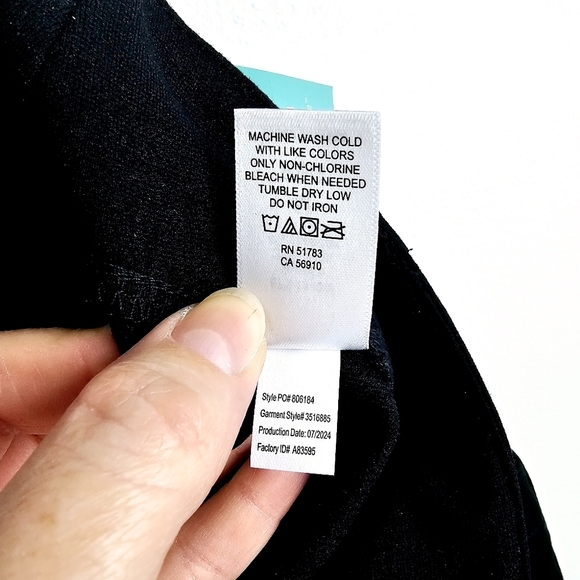 MACHINE WASH COLD
WITH LIKE COLORS
ONLY NON-CHLORINE
BLEACH WHEN NEEDED
TUMBLE DRY LOW
DO NOT IRON
RN 51783
CA 56910
Style PO# 806184
Garment Style# 3516885
Production Date: 07/2024
Factory ID# A83595